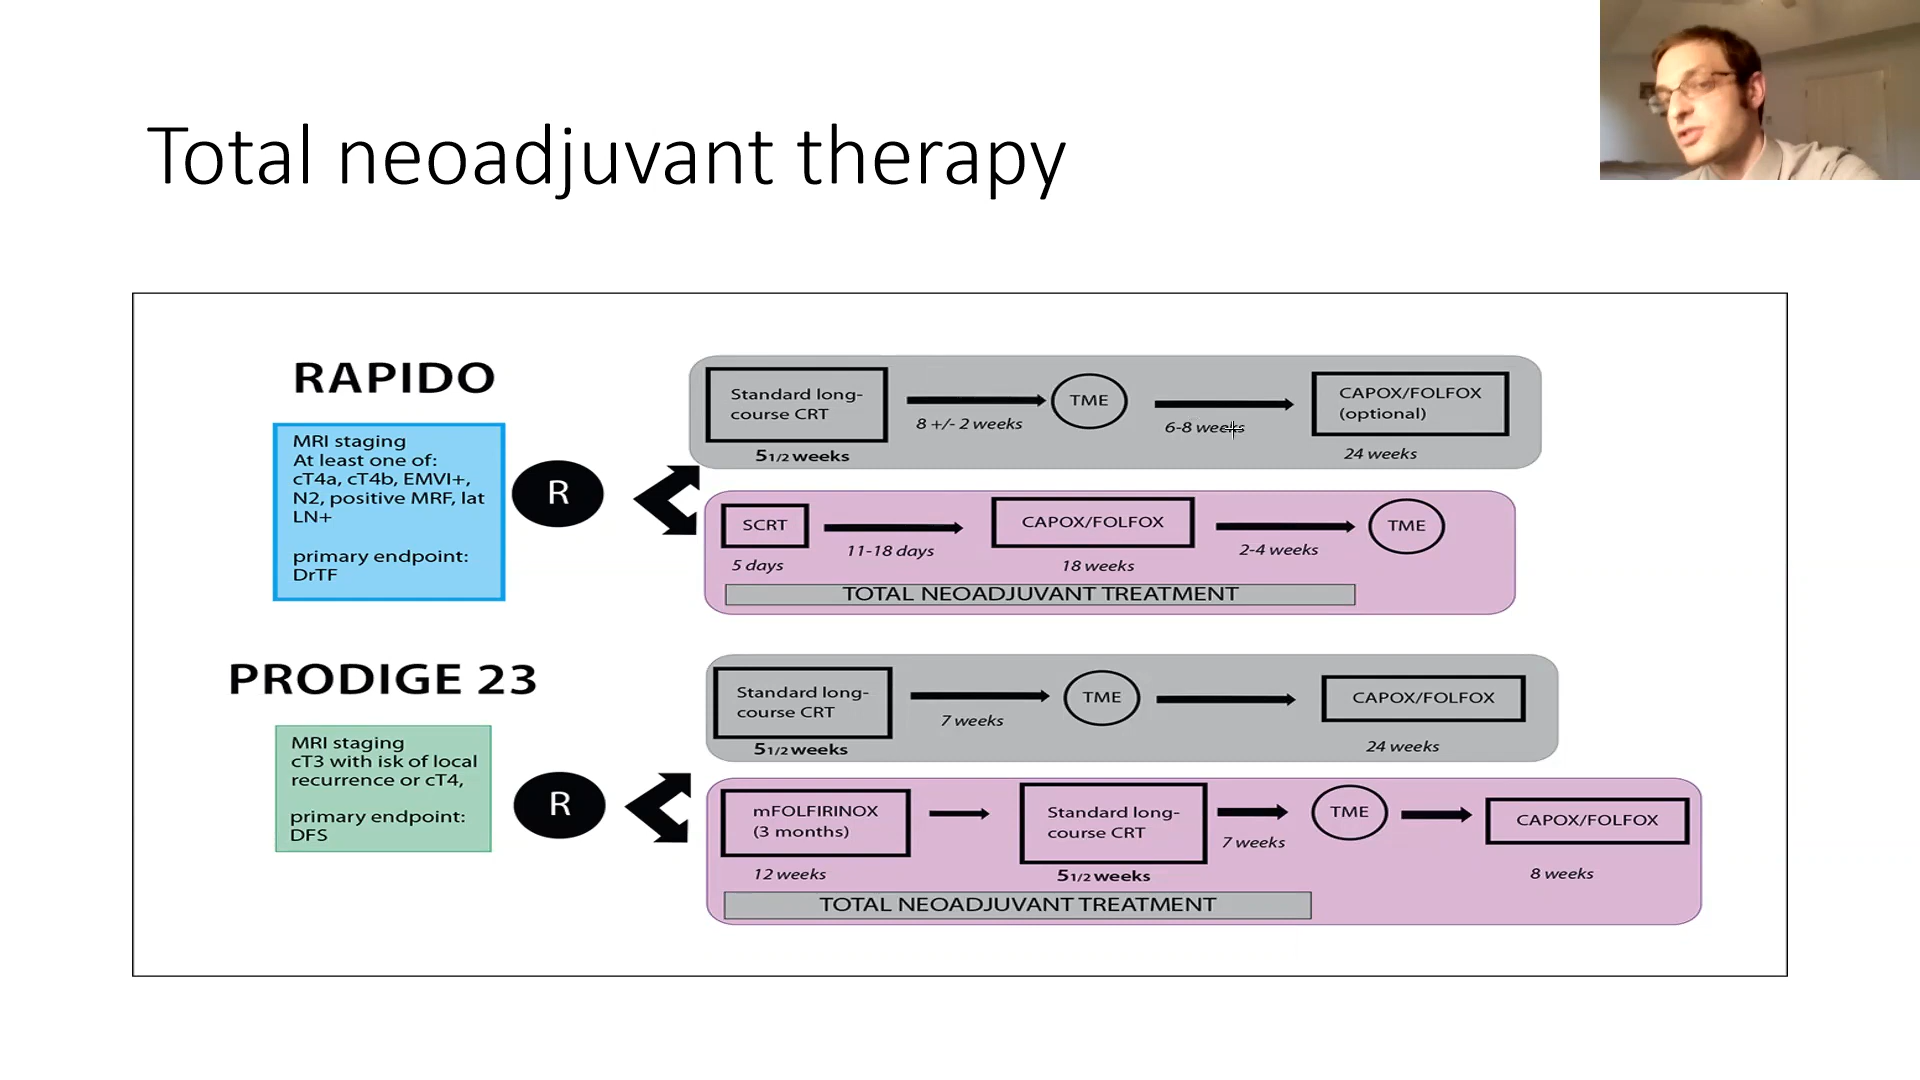 Total neoadjuvant therapy
RAPIDO
MRI staging
At least one of:
cT4a, cT4b, EMVI+,
N2, positive MRF, lat
LN+
primary endpoint:
DrTF
R
Standard long-
course CRT
5 1/2 weeks
8 +/- 2 weeks
TME
6-8 weeks
CAPOX/FOLFOX
(optional)
24 weeks
SCRT
5 days
11-18 days
CAPOX/FOLFOX
18 weeks
2-4 weeks
TME
TOTAL NEOADJUVANT TREATMENT
PRODIGE 23
MRI staging
cT3 with isk of local
recurrence or cT4,
primary endpoint:
DFS
R
Standard long-
course CRT
5 1/2 weeks
7 weeks
TME
CAPOX/FOLFOX
24 weeks
mFOLFIRINOX
(3 months)
12 weeks
Standard long-
course CRT
5 1/2 weeks
7 weeks
TME
CAPOX/FOLFOX
8 weeks
TOTAL NEOADJUVANT TREATMENT